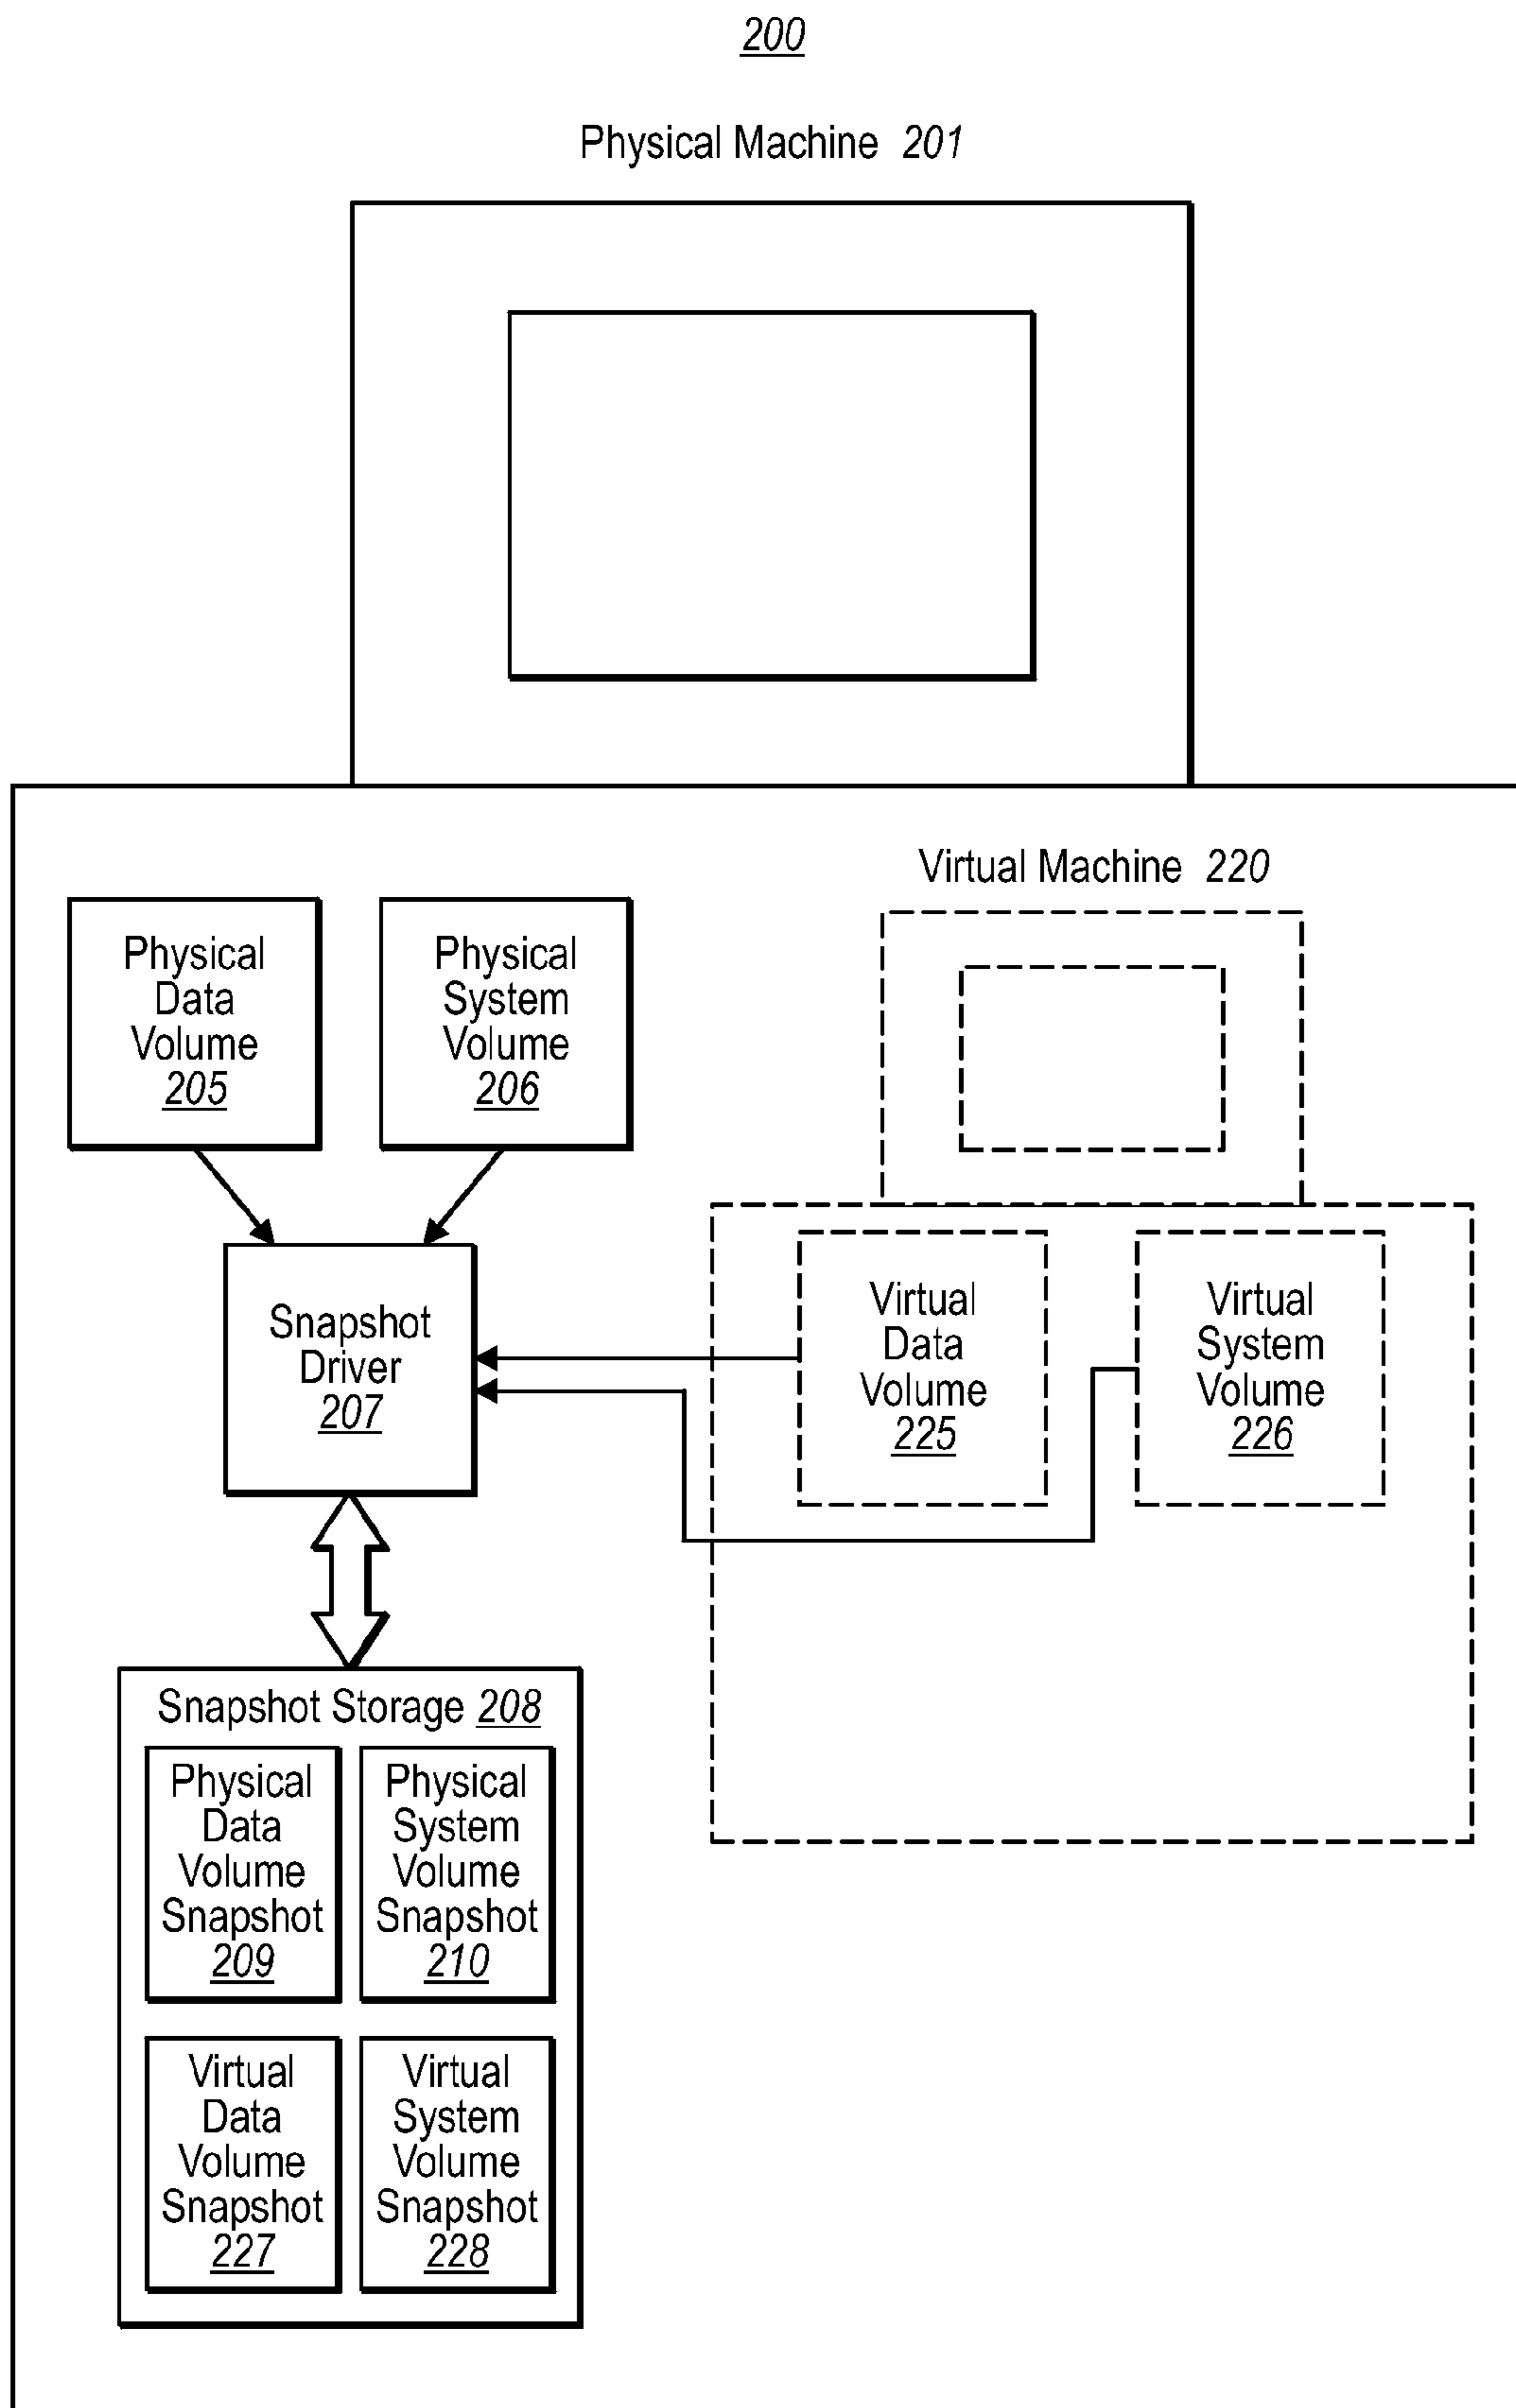 200
Physical Machine 201
Virtual Machine 220
Physical
Data
Volume
205
Physical
System
Volume
206
Snapshot
Driver
207
Virtual
Data
Volume
225
Virtual
System
Volume
226
Snapshot Storage 208
Physical
Data
Volume
Snapshot
209
Physical
System
Volume
Snapshot
210
Virtual
Data
Volume
Snapshot
227
Virtual
System
Volume
Snapshot
228